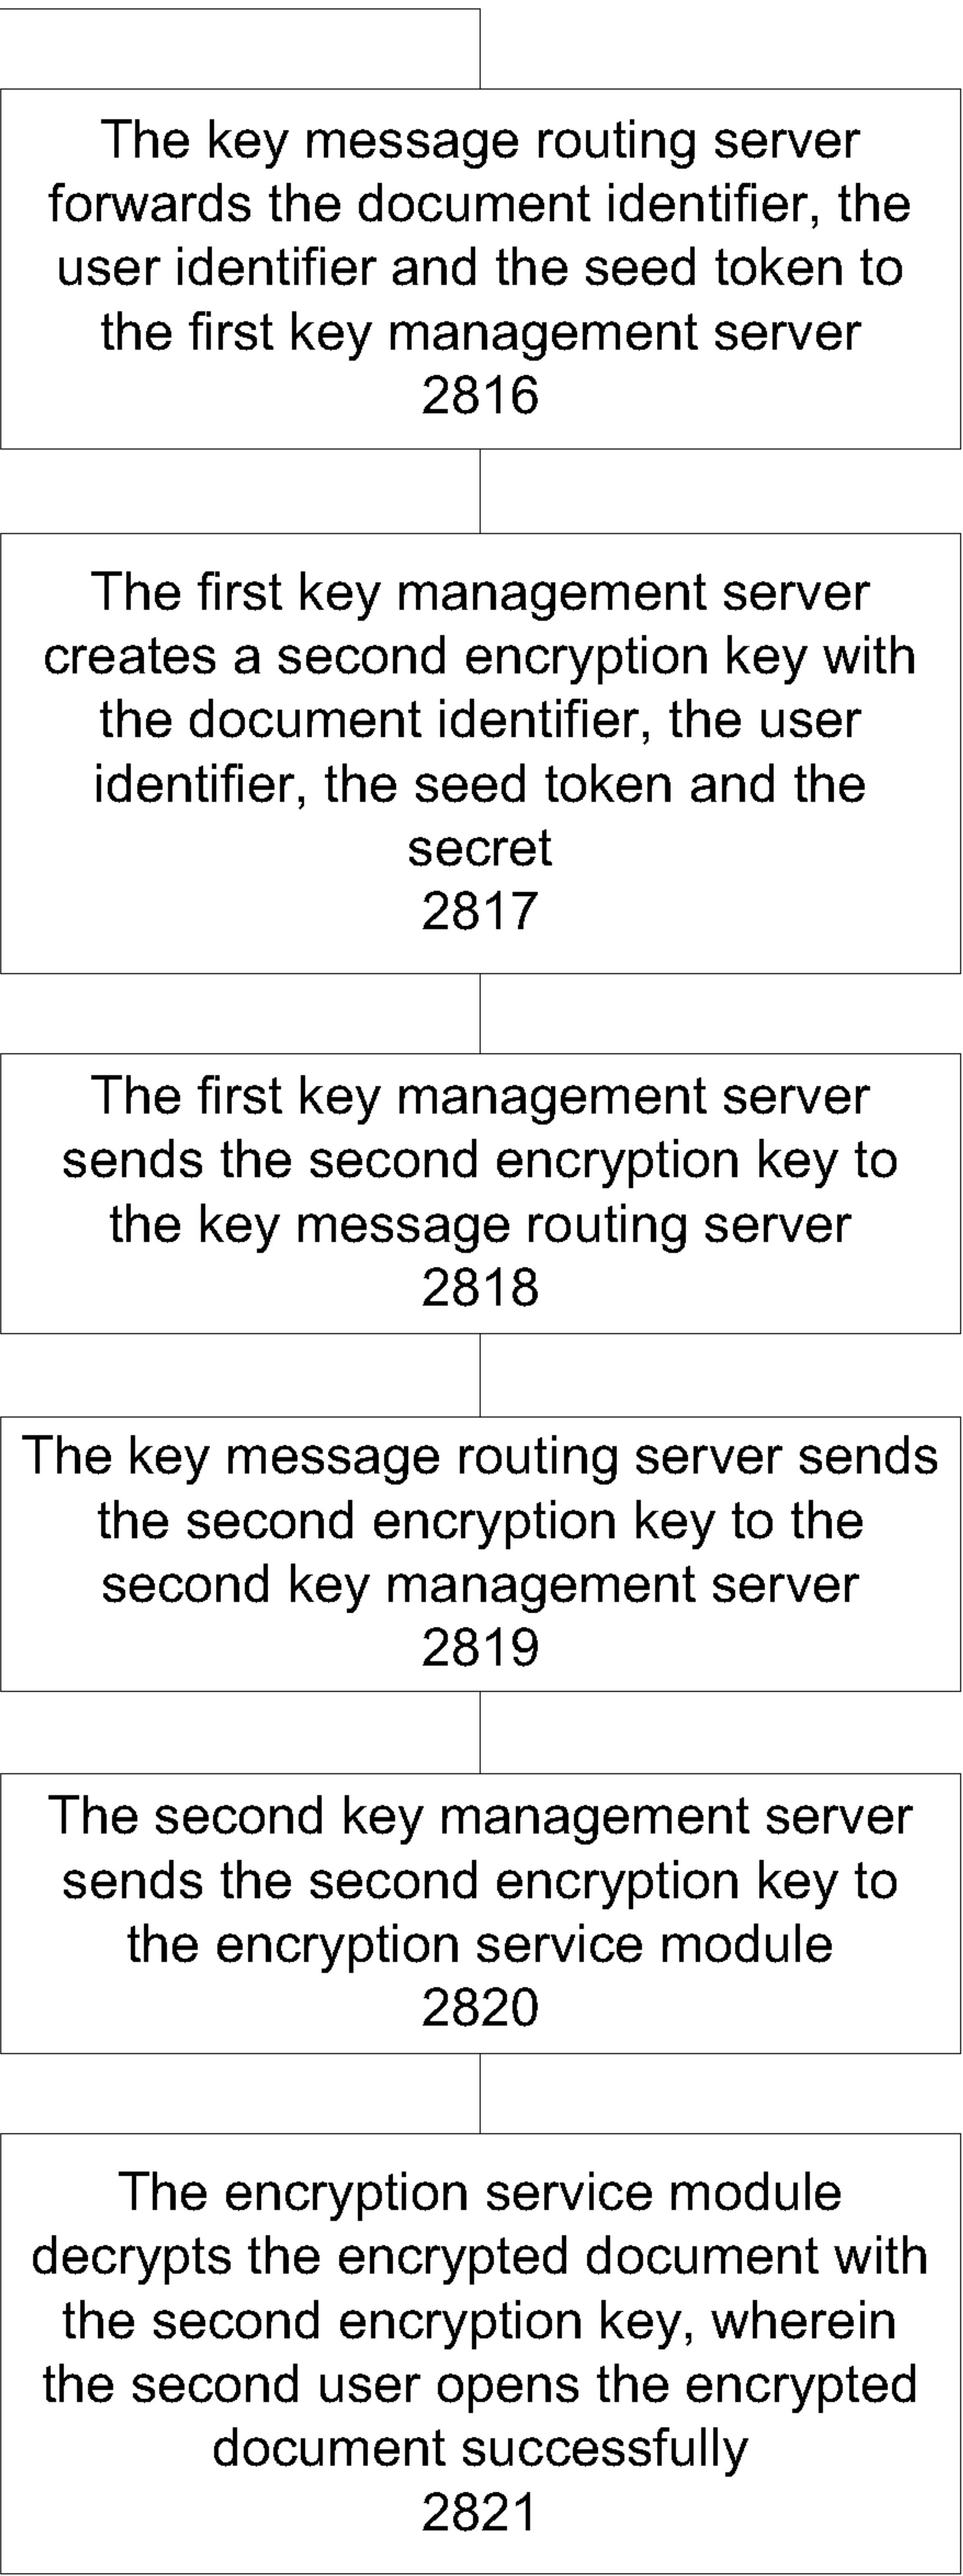 The key message routing server
forwards the document identifier, the
user identifier and the seed token to
the first key management server
2816
The first key management server
creates a second encryption key with
the document identifier, the user
identifier, the seed token and the
secret
2817
The first key management server
sends the second encryption key to
the key message routing server
2818
The key message routing server sends
the second encryption key to the
second key management server
2819
The second key management server
sends the second encryption key to
the encryption service module
2820
The encryption service module
decrypts the encrypted document with
the second encryption key, wherein
the second user opens the encrypted
document successfully
2821